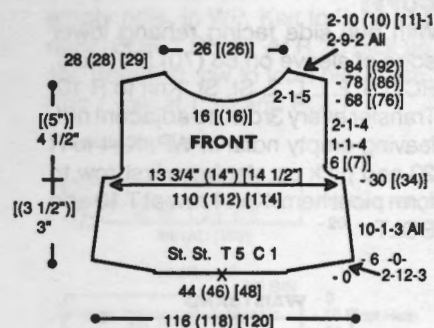 2-10 (10) [11]-1
2-9-2 All
26 [(26)]
28 (28) [29]
- 84 [(92)]
- 78 [(86)]
- 68 [(76)]
2-1-5
16 [(16)]
FRONT
[(5")]
4 1/2"
2-1-4
1-1-4
6 [(7)]
- 30 [(34)]
13 3/4" (14") [14 1/2"]
110 (112) [114]
[(3 1/2")]
3"
10-1-3 All
St. St. T 5 C 1
- 6 -0-
- 0
2-12-3
44 (46) [48]
116 (118) [120]